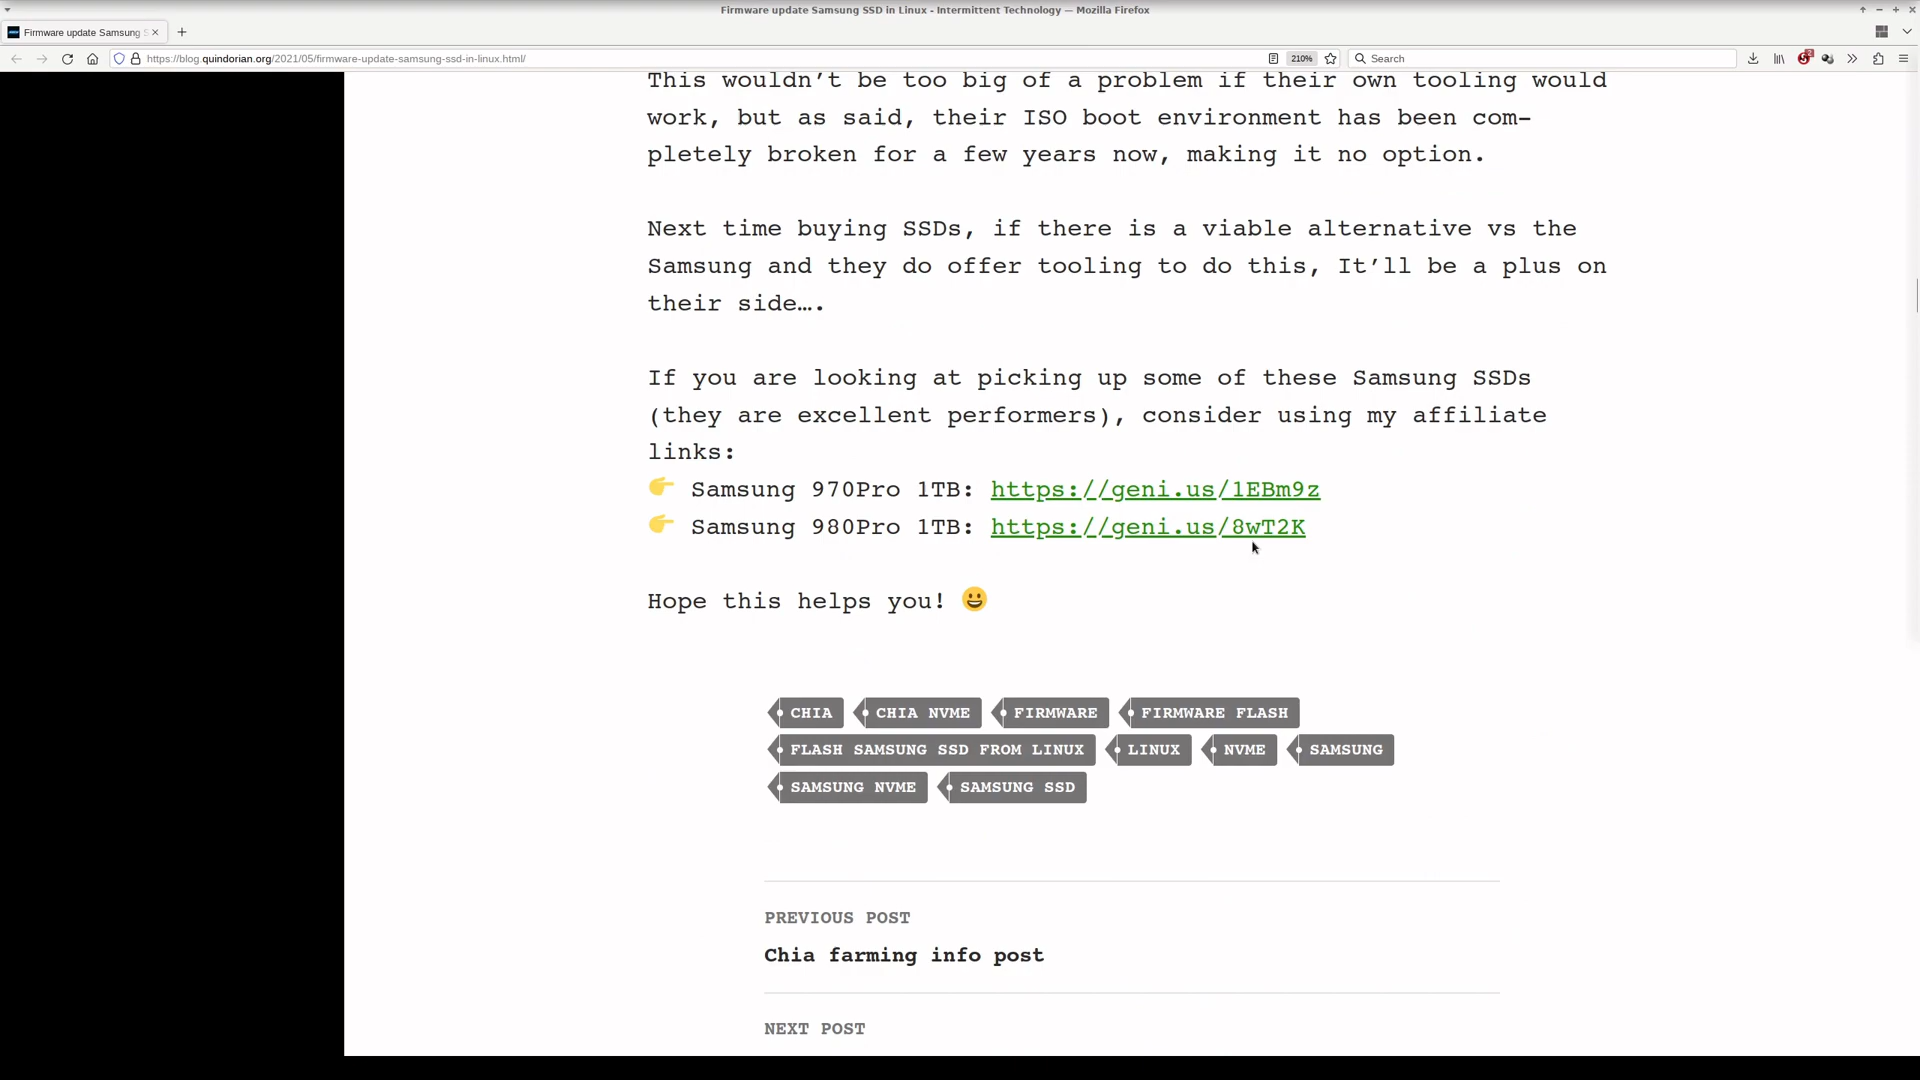 Firmware update Samsung SSD in Linux - Intermittent Technology — Mozilla Firefox
Firmware update Samsung S
https://blog.quindorian.org/2021/05/firmware-update-samsung-ssd-in-linux.html/
210%
Search
2
This wouldn’t be too big of a problem if their own tooling would
work, but as said, their ISO boot environment has been com-
pletely broken for a few years now, making it no option.
Next time buying SSDs, if there is a viable alternative vs the
Samsung and they do offer tooling to do this, It’ll be a plus on
their side….
If you are looking at picking up some of these Samsung SSDs
(they are excellent performers), consider using my affiliate
links:
👉 Samsung 970Pro 1TB: https://geni.us/1EBm9z
👉 Samsung 980Pro 1TB: https://geni.us/8wT2K
Hope this helps you! 😀
CHIA CHIA NVME FIRMWARE FIRMWARE FLASH
FLASH SAMSUNG SSD FROM LINUX LINUX NVME SAMSUNG
SAMSUNG NVME SAMSUNG SSD
PREVIOUS POST
Chia farming info post
NEXT POST